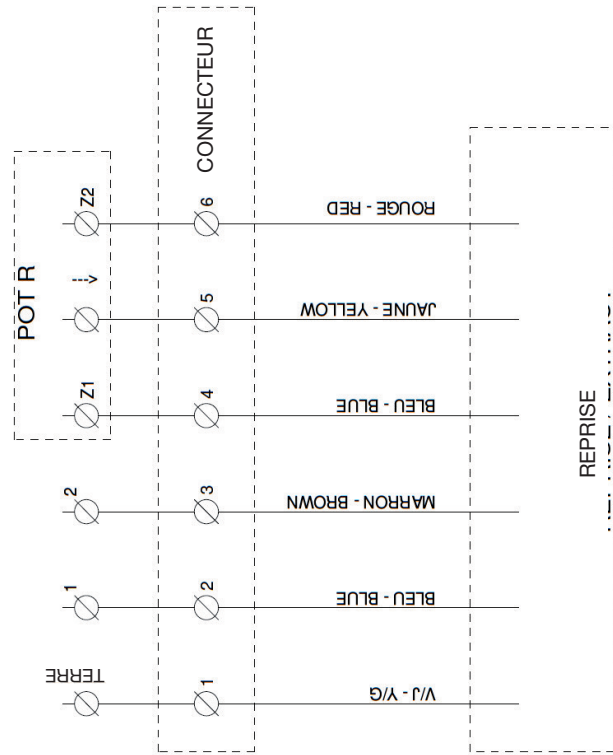 POT R
CONNECTEUR
Z2
6
ROUGE - RED
--->
5
JAUNE - YELLOW
Z1
4
BLEU - BLUE
2
3
MARRON - BROWN
1
2
BLEU - BLUE
TERRE
1
V/J - Y/G
REPRISE